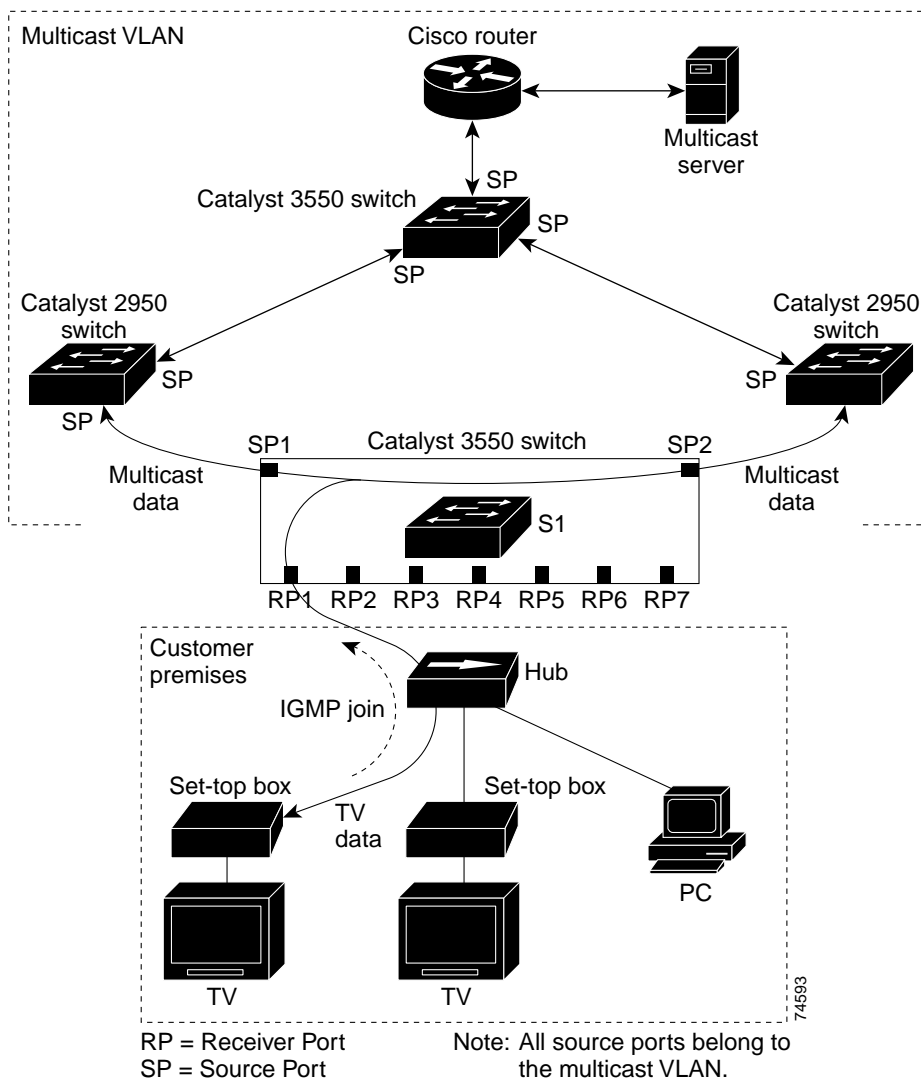 Multicast VLAN
Cisco router
Multicast
server
SP
Catalyst 3550 switch
SP
SP
Catalyst 2950
switch
Catalyst 2950
switch
SP
SP
SP
SP1
Catalyst 3550 switch
SP2
Multicast
data
Multicast
data
S1
RP1
RP2
RP3
RP4
RP5
RP6
RP7
Customer
premises
Hub
IGMP join
Set-top box
Set-top box
TV
data
PC
TV
TV
74593
RP = Receiver Port
SP = Source Port
Note: All source ports belong to
the multicast VLAN.